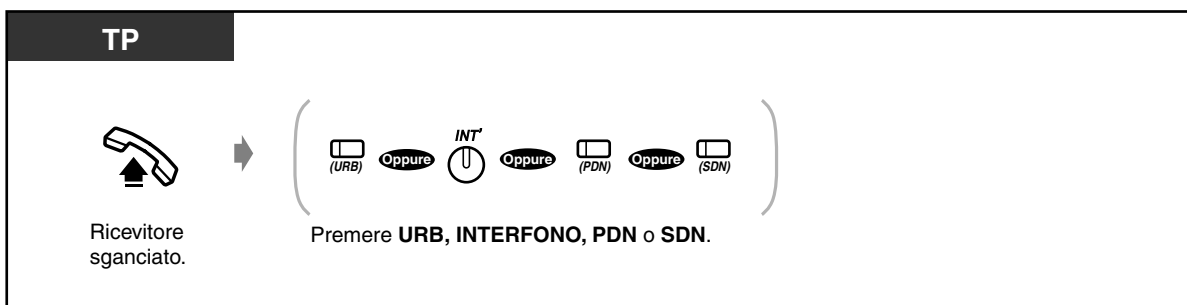 TP
INT'
(URB) Oppure Oppure (PDN) Oppure (SDN)
Ricevitore
sganciato.
Premere URB, INTERFONO, PDN o SDN.